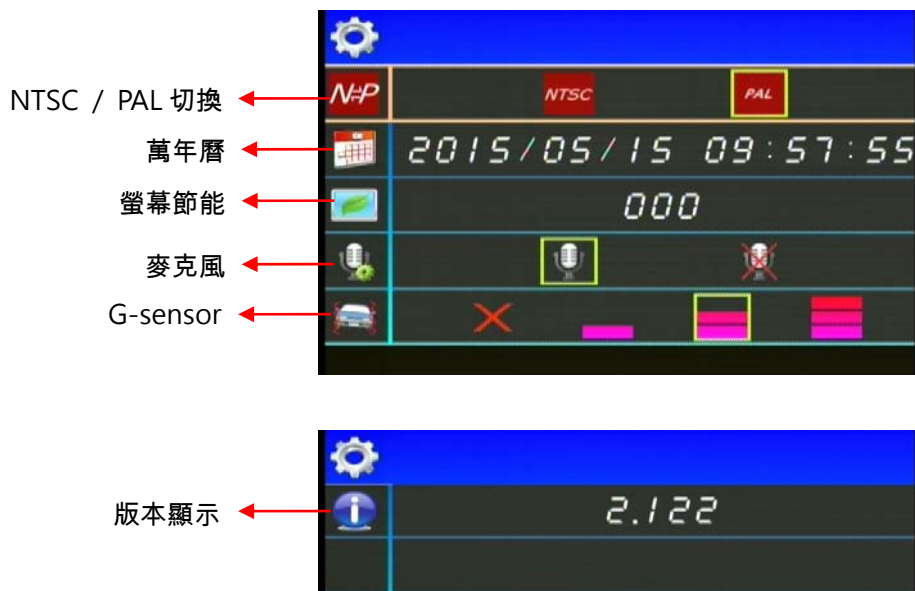 NTSC / PAL 切換
N≠P NTSC PAL
萬年曆
2015/05/15 09:57:55
螢幕節能
000
麥克風
G-sensor
版本顯示
2.122